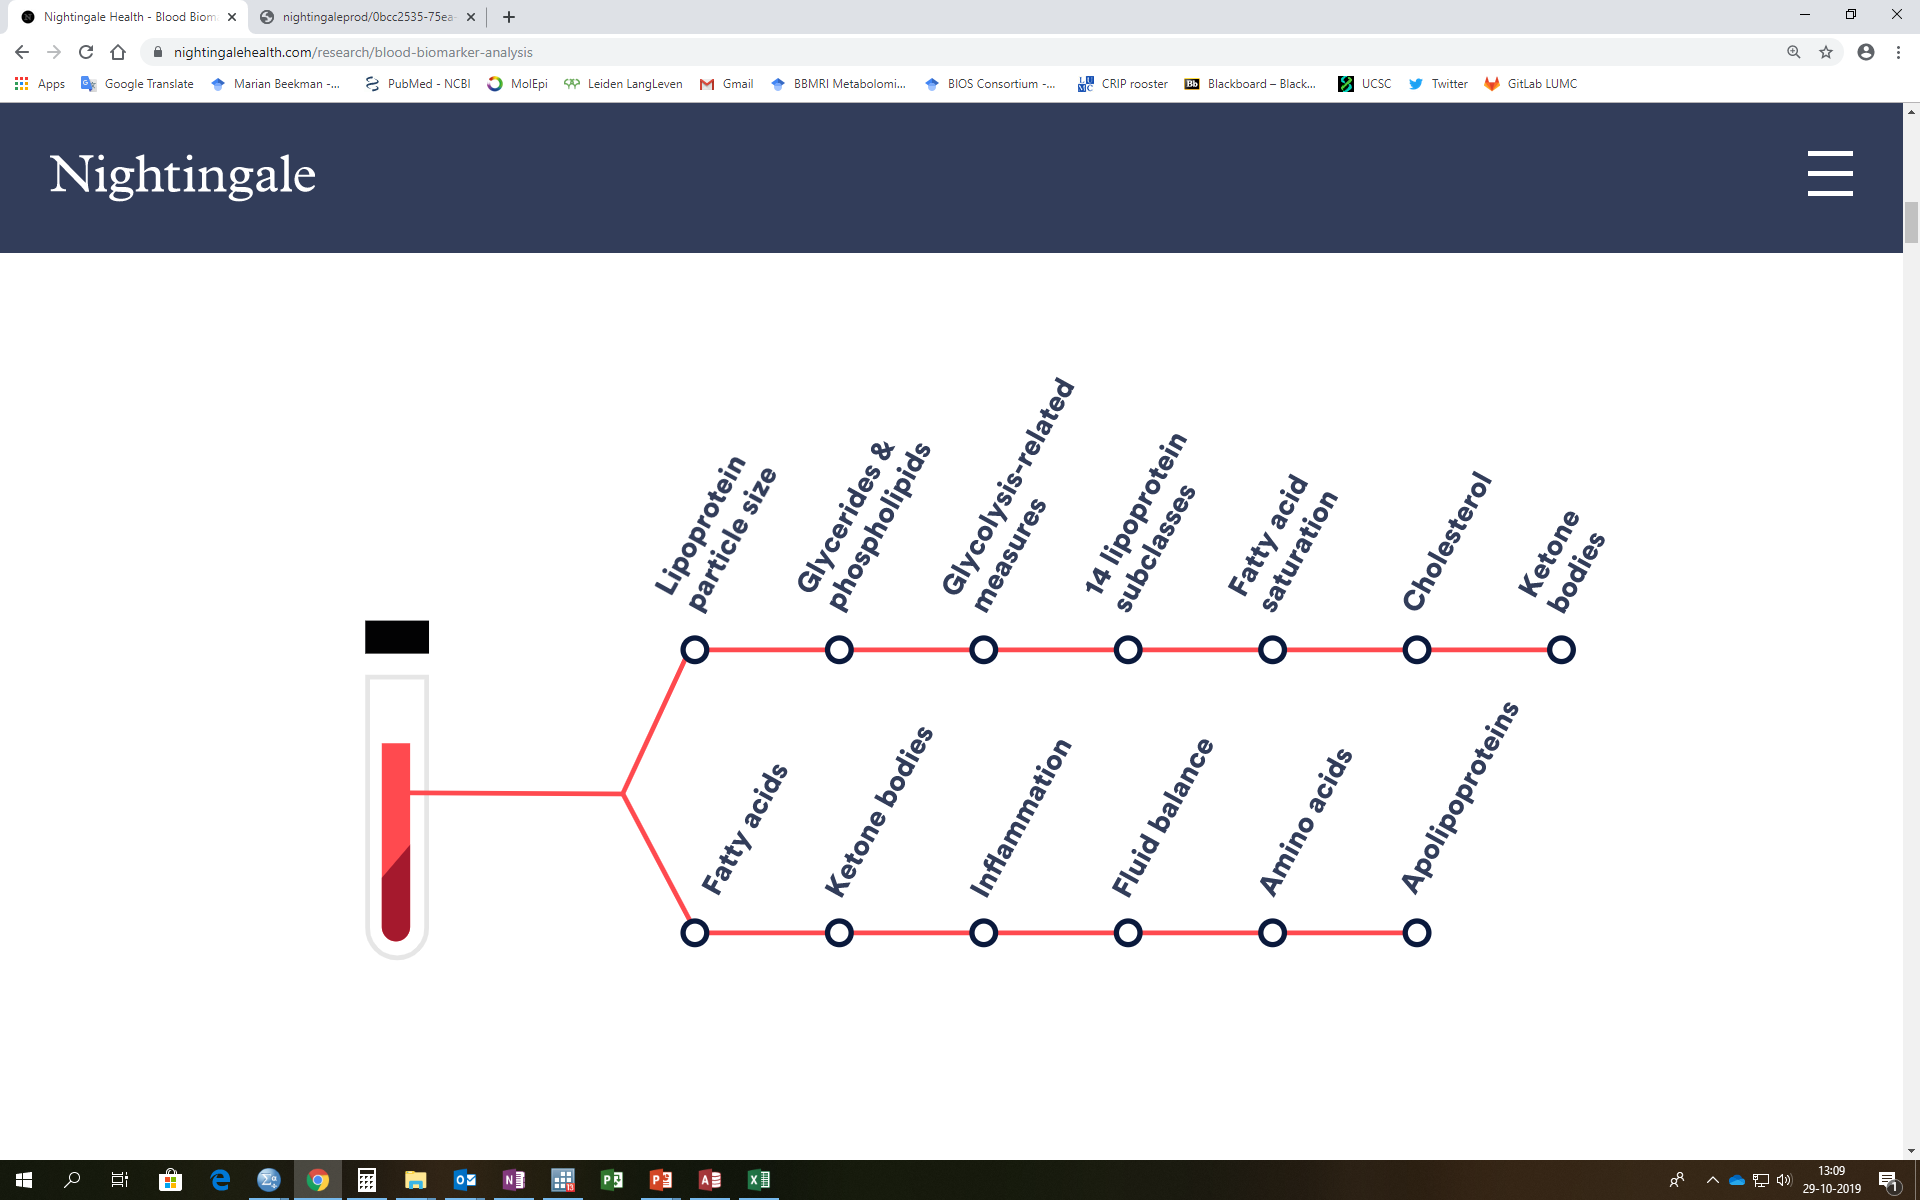 Nightingale Health - Blood Biom
nightingaleprod/0bcc2535-75ea-
nightingalehealth.com/research/blood-biomarker-analysis
Apps
Google Translate
Marian Beekman -...
PubMed - NCBI
MolEpi
Leiden LangLeven
Gmail
BBMRI Metabolomi...
BIOS Consortium -...
CRIP rooster
Bb
Blackboard – Black...
UCSC
Twitter
GitLab LUMC
Nightingale
Lipoprotein
particle size
Glycerides &
phospholipids
Glycolysis-related
measures
14 lipoprotein
subclasses
Fatty acid
saturation
Cholesterol
Ketone
bodies
Fatty acids
Ketone bodies
Inflammation
Fluid balance
Amino acids
Apolipoproteins
13:09
29-10-2019
1